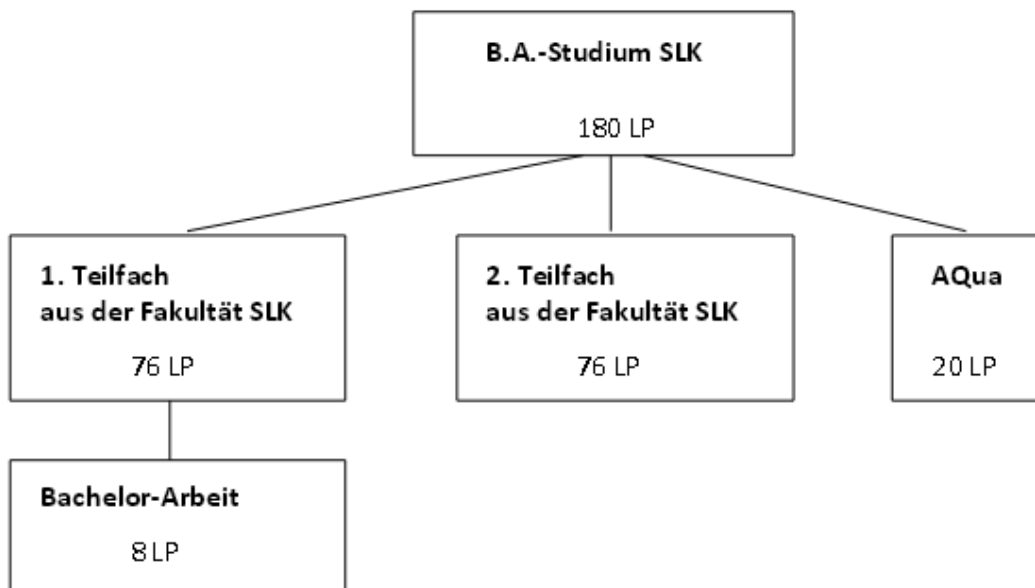 B.A.-Studium SLK
180 LP
1. Teilfach
aus der Fakultät SLK
76 LP
2. Teilfach
aus der Fakultät SLK
76 LP
AQua
20 LP
Bachelor-Arbeit
8 LP